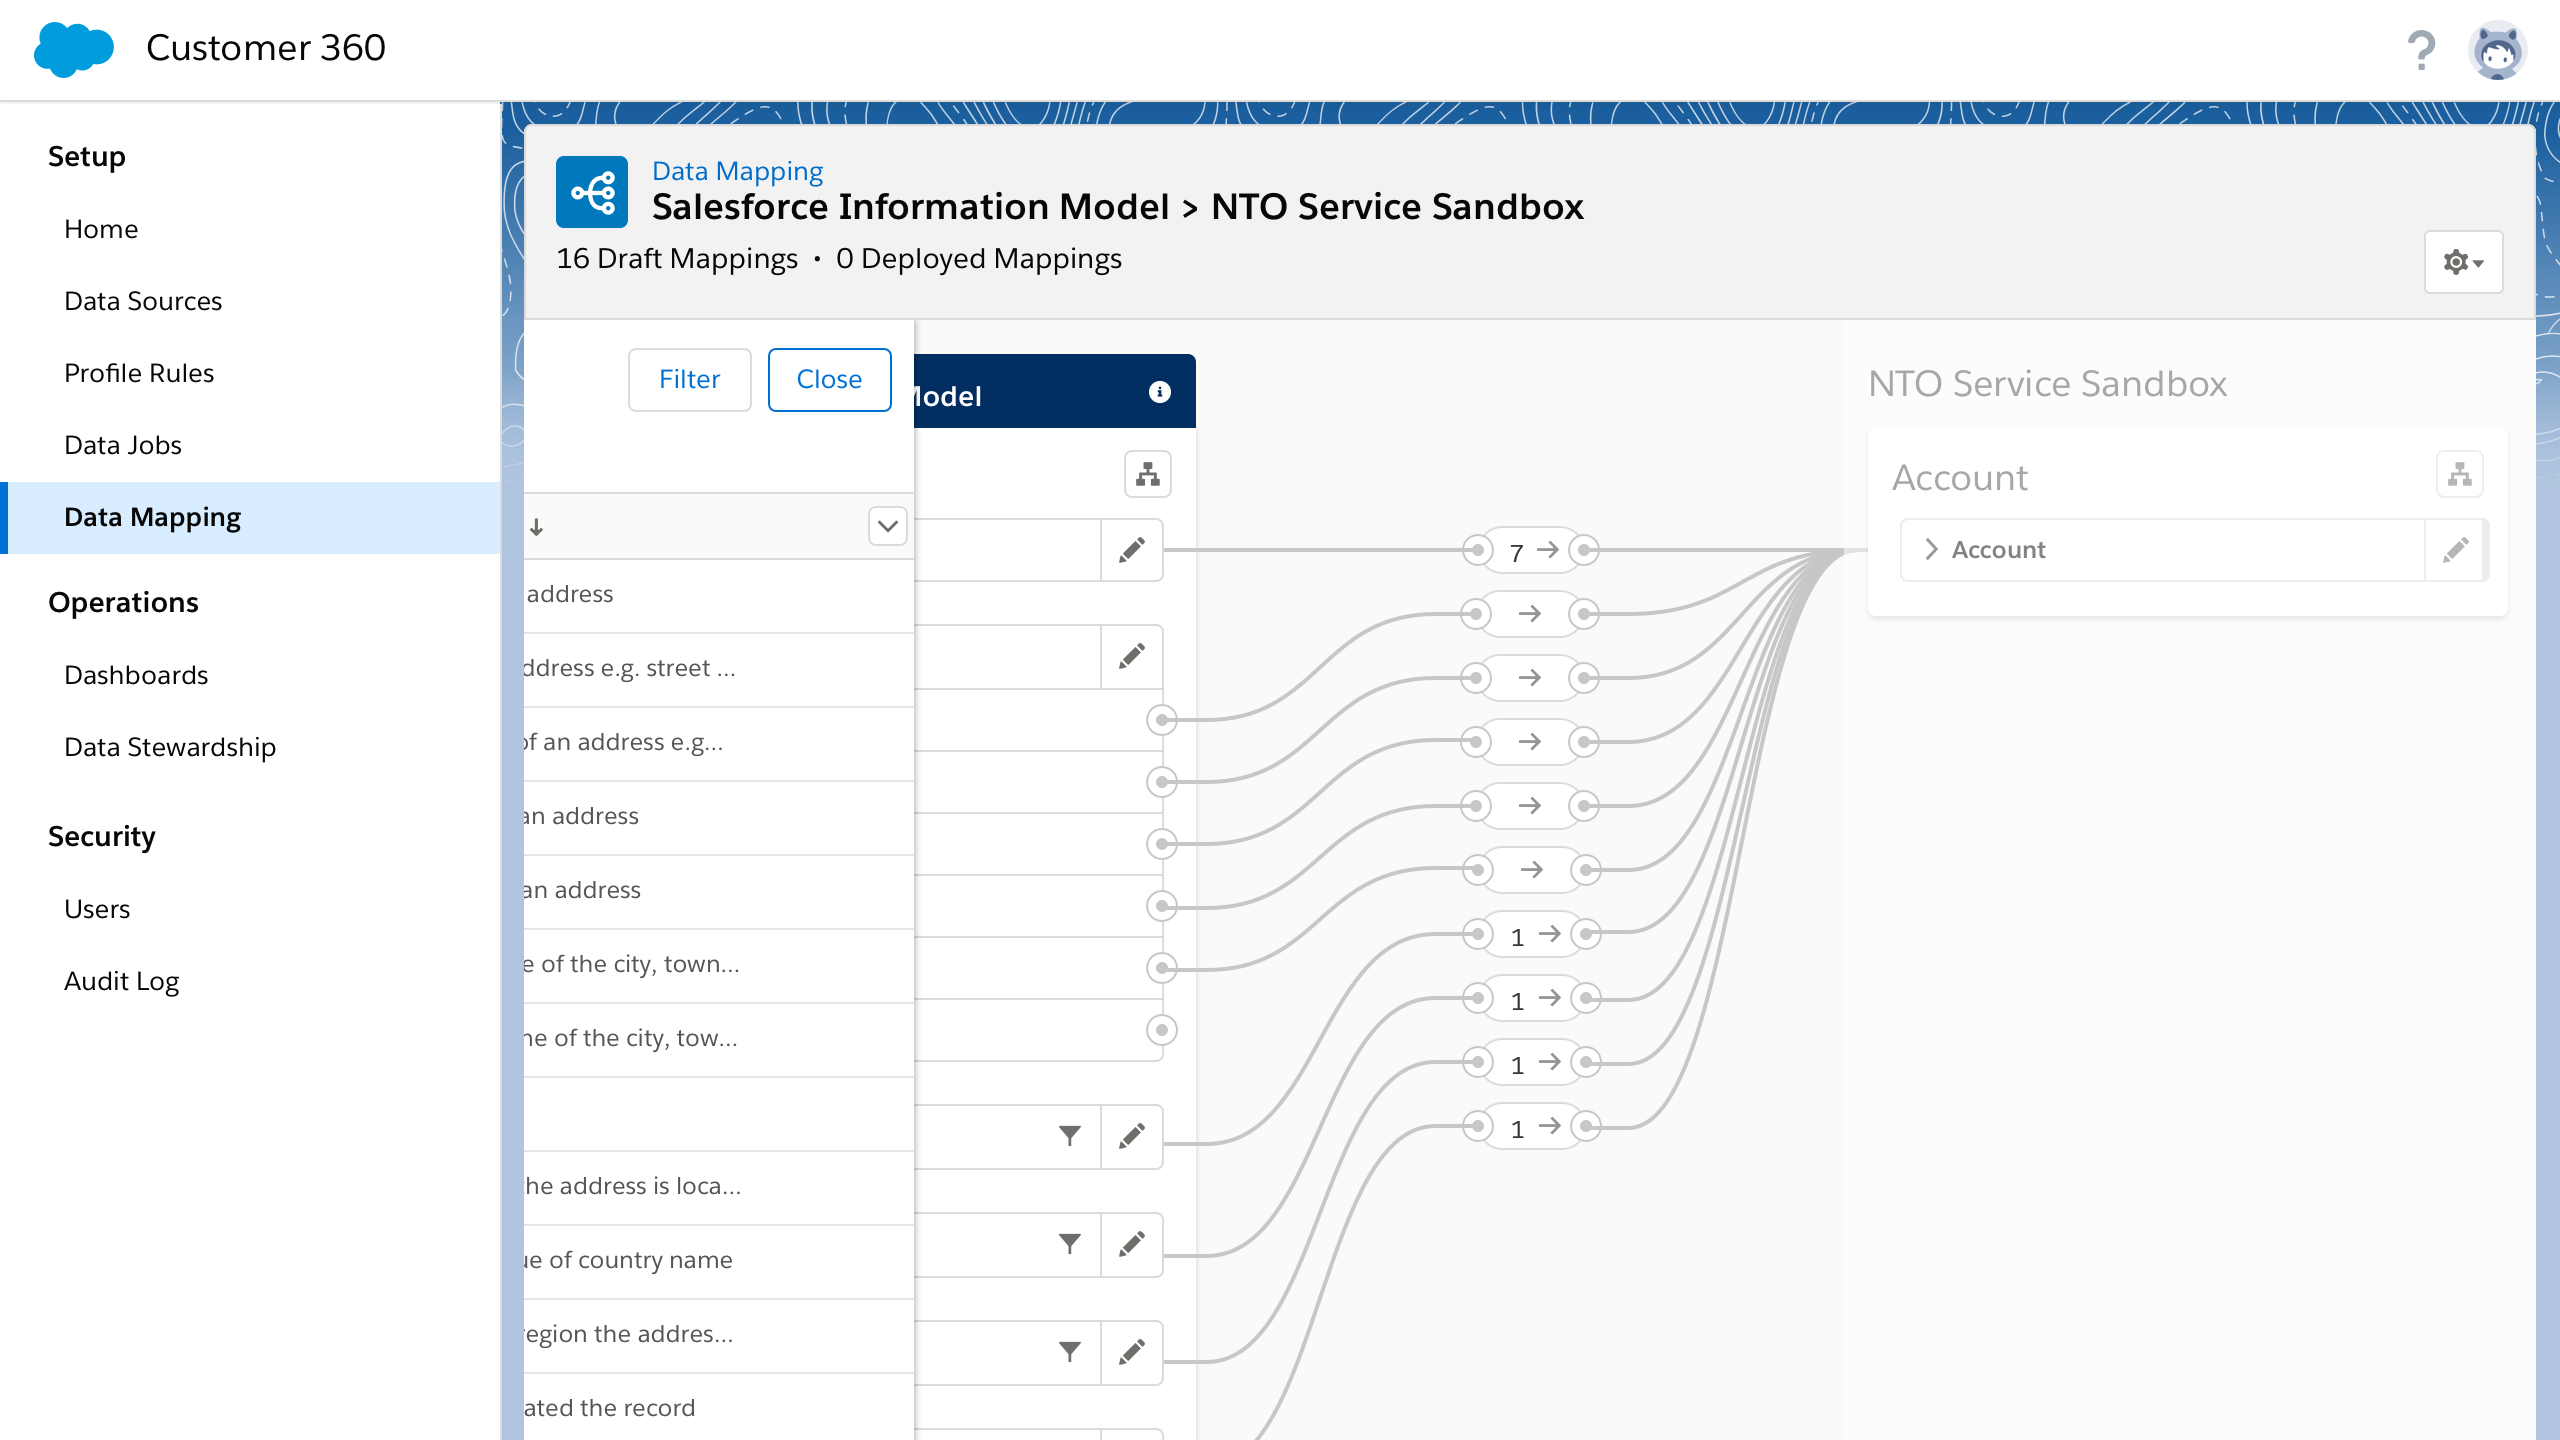 Customer 360
?
Setup
Home
Data Sources
Profile Rules
Data Jobs
Data Mapping
Operations
Dashboards
Data Stewardship
Security
Users
Audit Log
Data Mapping
Salesforce Information Model > NTO Service Sandbox
16 Draft Mappings • 0 Deployed Mappings
Filter
Close
address
ddress e.g. street ...
of an address e.g...
an address
an address
e of the city, town...
ne of the city, tow...
he address is loca...
ue of country name
region the addres...
ated the record
Model
7
1
1
1
1
NTO Service Sandbox
Account
Account